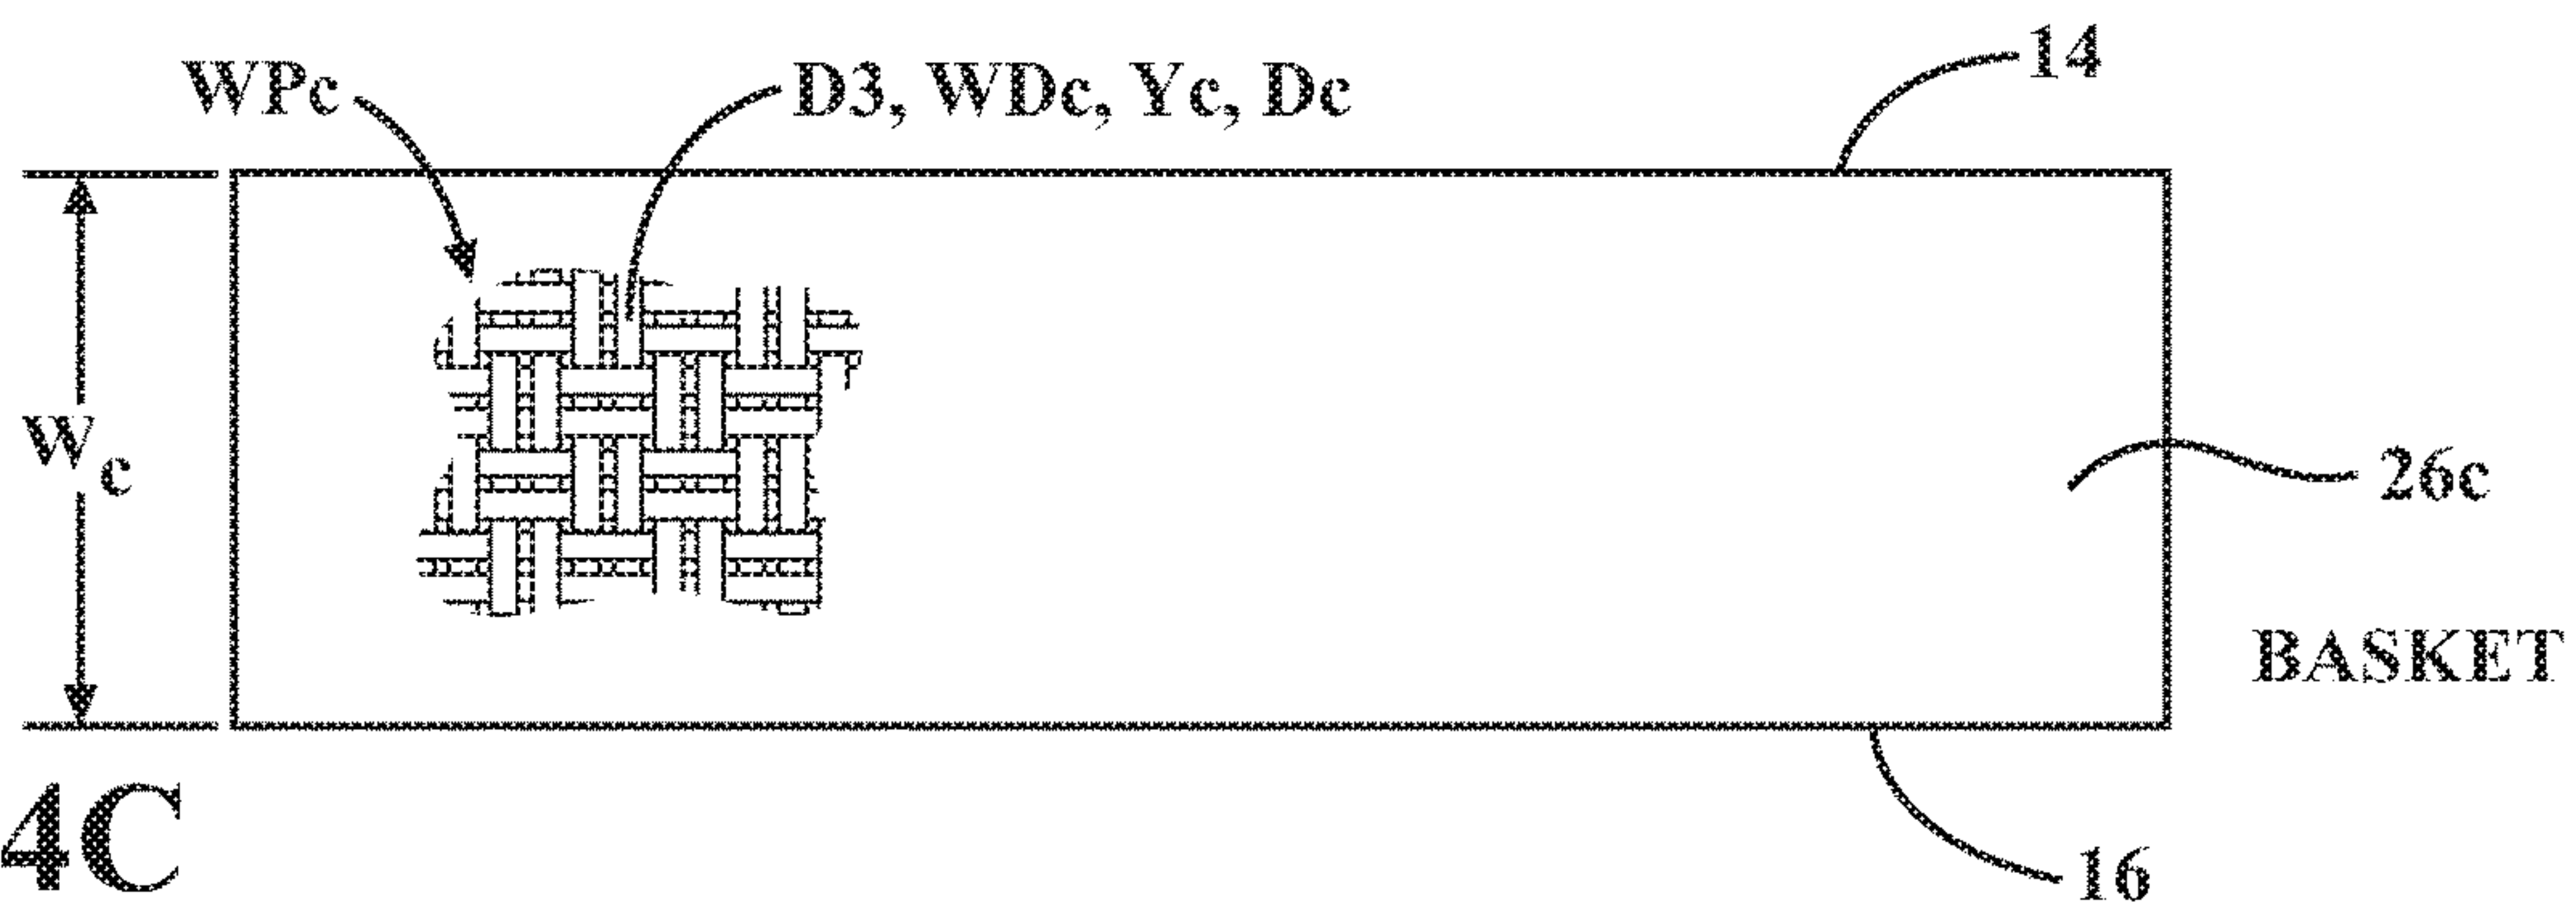 14
WPc
D3, WDc, Yc, Dc
Wc
26c
BASKET
4C
16